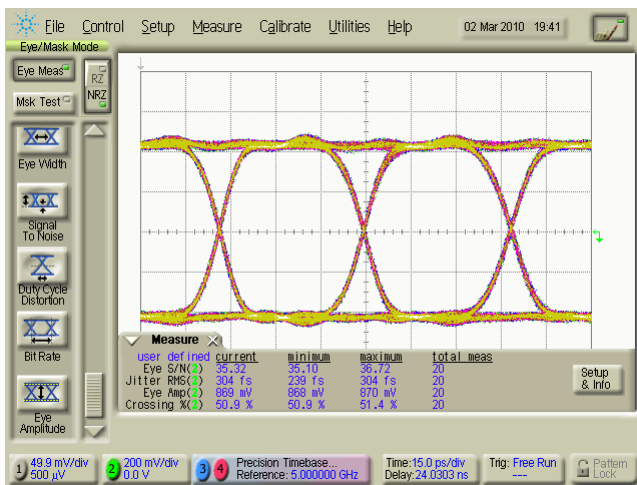 File Control Setup Measure Calibrate Utilities Help 02 Mar 2010 19:41
Eye/Mask Mode
Eye Meas
RZ
NRZ
Msk Test
Eye Width
Signal
To Noise
Duty Cycle
Distortion
Bit Rate
Eye
Amplitude
Measure
user defined current minimum maximum total meas
Eye S/N(2) 35.32 35.10 36.72 20
Jitter RMS(2) 304 fs 239 fs 304 fs 20
Eye Amp(2) 869 mV 868 mV 870 mV 20
Crossing %(2) 50.9 % 50.9 % 51.4 % 20
Setup
& Info
1 49.9 mV/div
500 µV
2 200 mV/div
0.0 V
3 4 Precision Timebase...
Reference: 5.000000 GHz
Time:15.0 ps/div
Delay:24.0303 ns
Trig: Free Run
---
Pattern
Lock